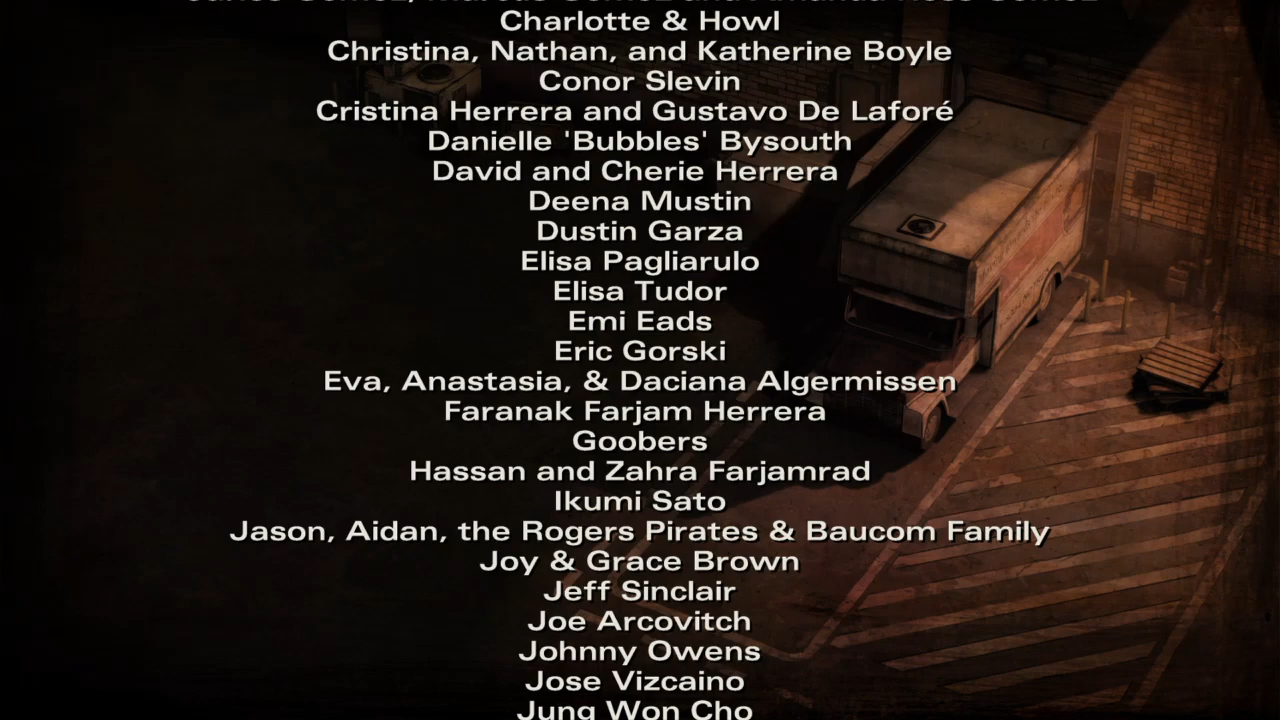 Charlotte & Howl
Christina, Nathan, and Katherine Boyle
Conor Slevin
Cristina Herrera and Gustavo De Laforé
Danielle 'Bubbles' Bysouth
David and Cherie Herrera
Deena Mustin
Dustin Garza
Elisa Pagliarulo
Elisa Tudor
Emi Eads
Eric Gorski
Eva, Anastasia, & Daciana Algermissen
Faranak Farjam Herrera
Goobers
Hassan and Zahra Farjamrad
Ikumi Sato
Jason, Aidan, the Rogers Pirates & Baucom Family
Joy & Grace Brown
Jeff Sinclair
Joe Arcovitch
Johnny Owens
Jose Vizcaino
Jung Won Cho